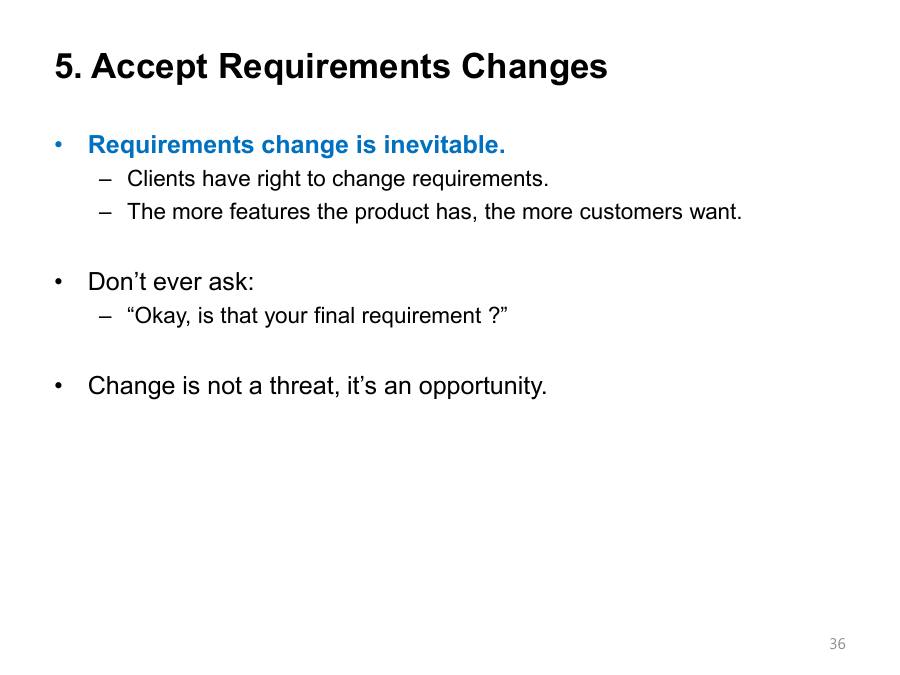 5. Accept Requirements Changes
• Requirements change is inevitable.
– Clients have right to change requirements.
– The more features the product has, the more customers want.
• Don’t ever ask:
– “Okay, is that your final requirement ?”
• Change is not a threat, it’s an opportunity.
36